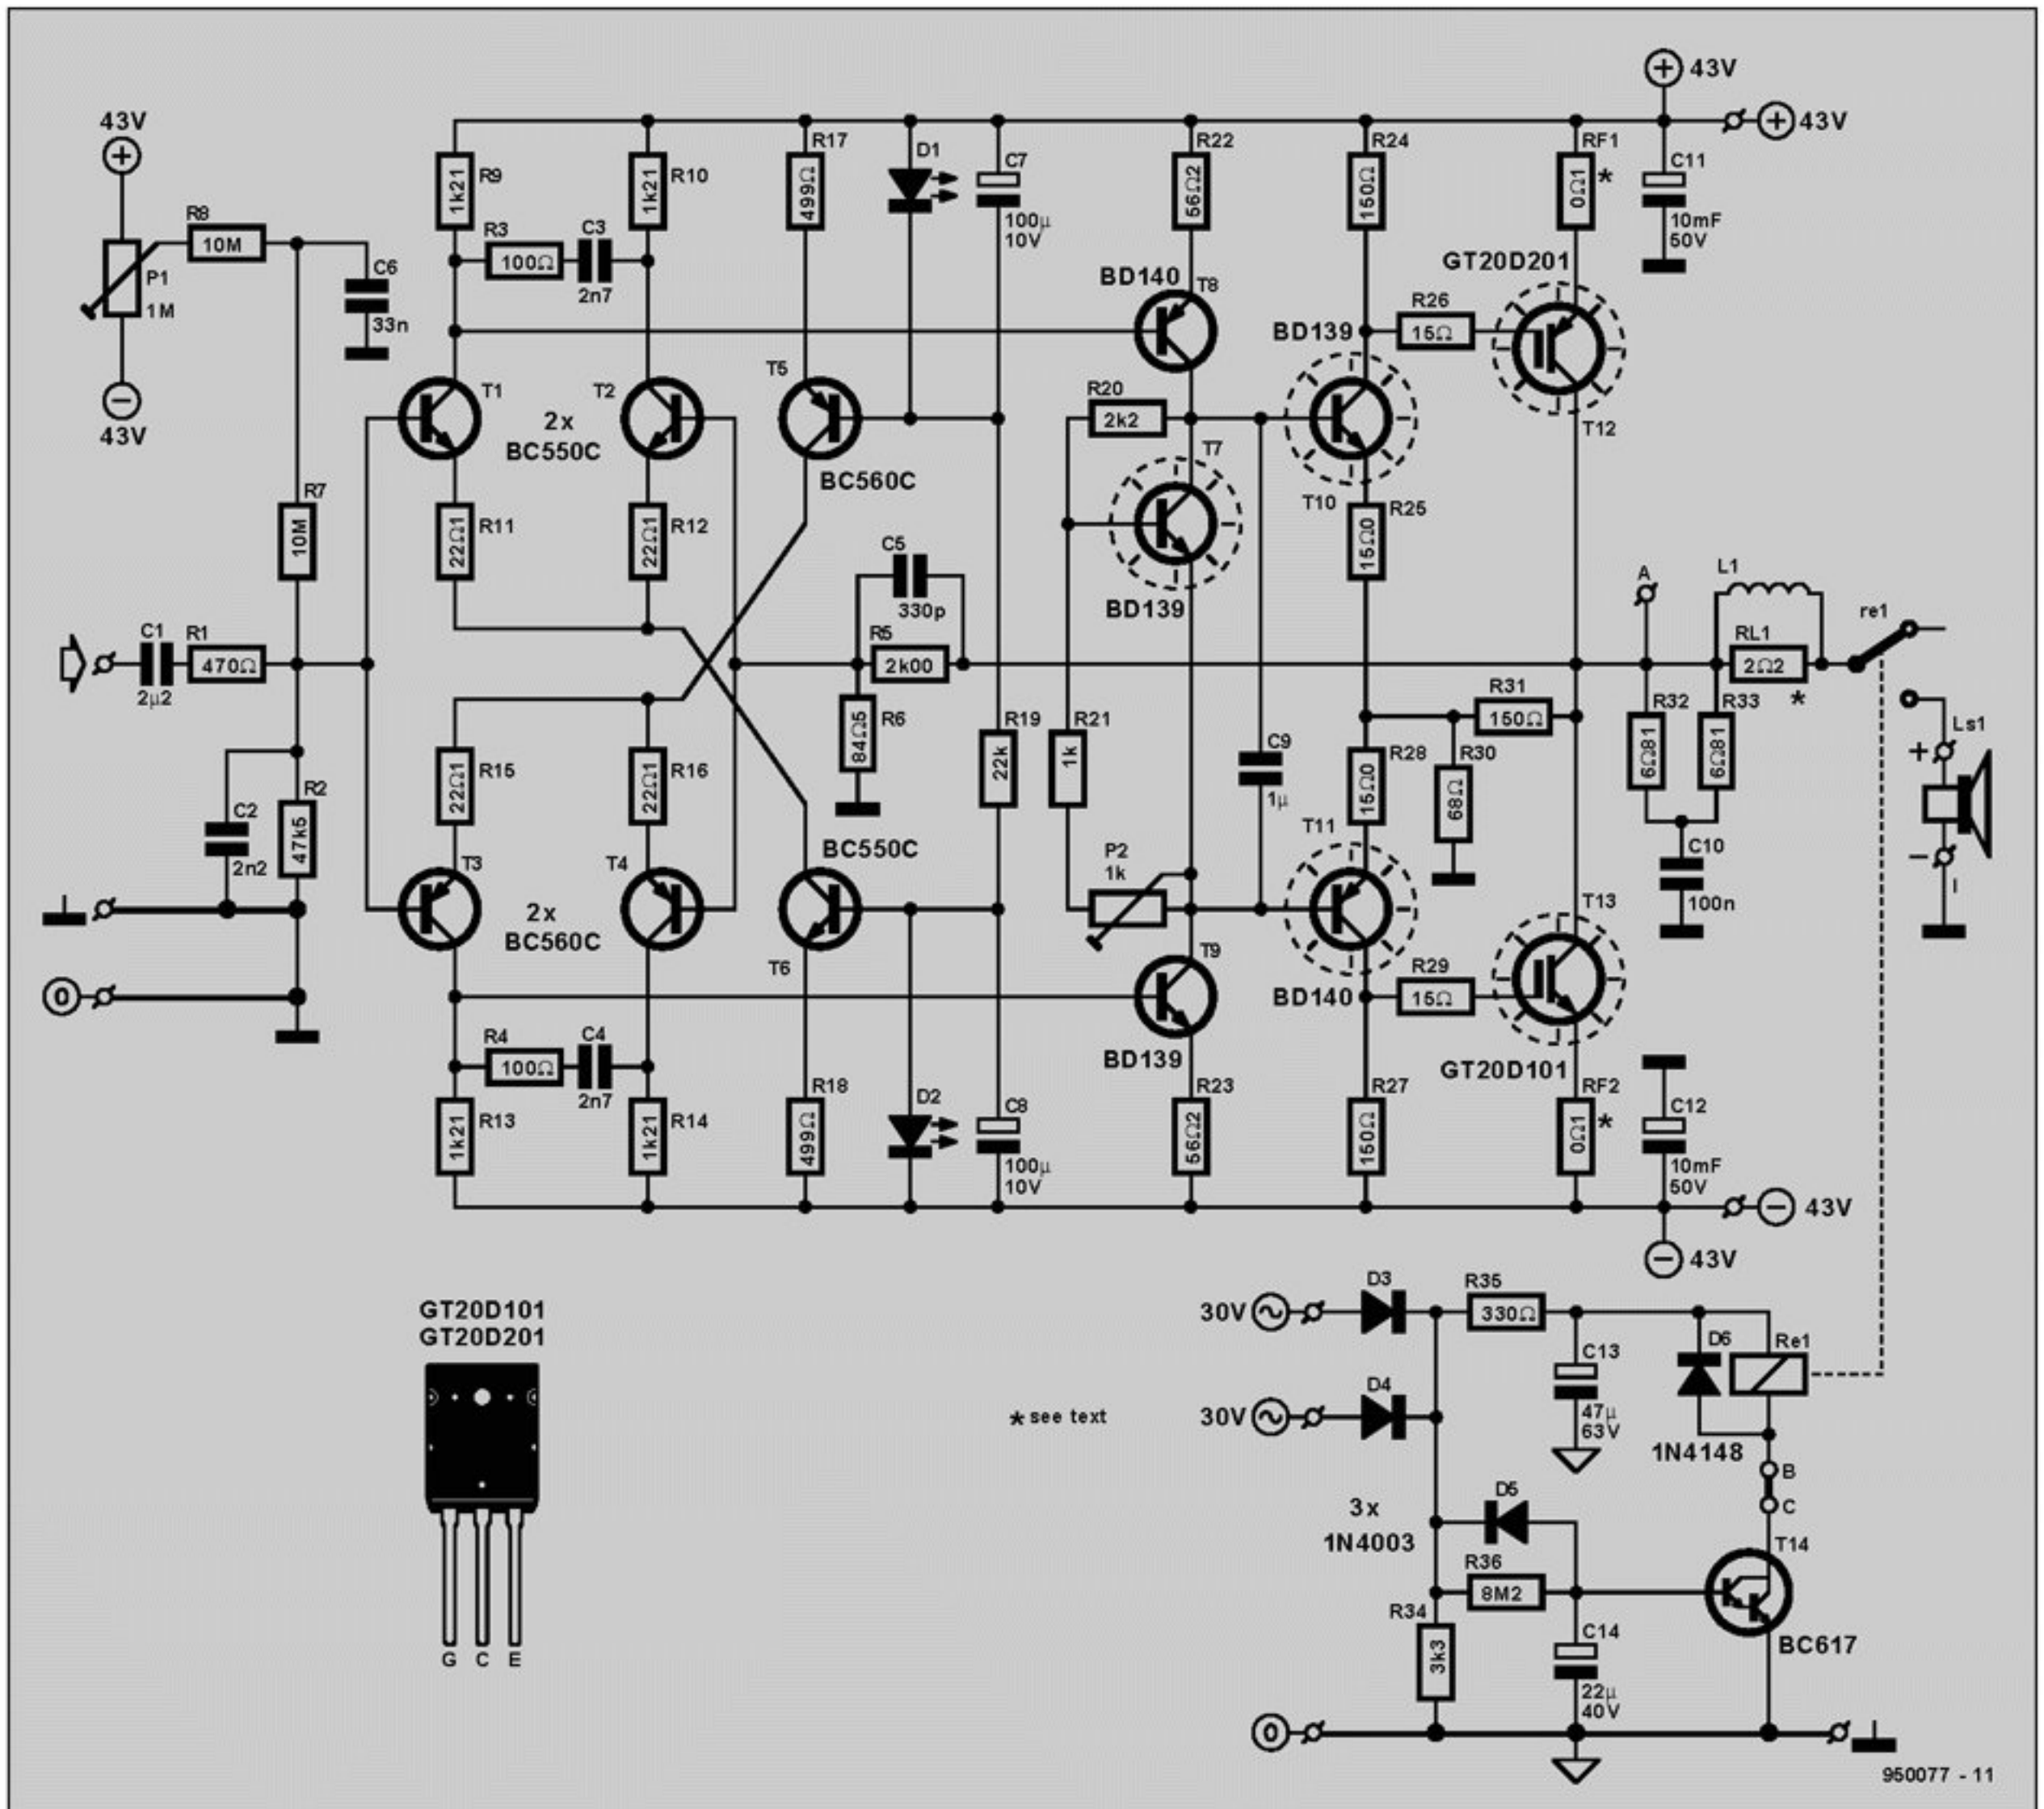 43V
+
R8
10M
P1
1M
C6
33n
−
43V
R7
10M
C1
2µ2
R1
470Ω
C2
2n2
R2
47k5
0
R9
1k21
R10
1k21
R3
100Ω
C3
2n7
T1
T2
2x
BC550C
R11
22Ω1
R12
22Ω1
R15
22Ω1
R16
22Ω1
T3
T4
2x
BC560C
R4
100Ω
C4
2n7
R13
1k21
R14
1k21
R17
499Ω
D1
C7
100µ
10V
T5
BC560C
C5
330p
R5
2k00
R6
84Ω5
R19
22k
BC550C
T6
R18
499Ω
D2
C8
100µ
10V
R22
56Ω2
BD140
T8
R20
2k2
T7
BD139
R21
1k
C9
1µ
P2
1k
T9
BD139
R23
56Ω2
R24
150Ω
R26
15Ω
BD139
T10
R25
15Ω0
R28
15Ω0
R30
68Ω
R31
150Ω
T11
BD140
R29
15Ω
R27
150Ω
RF1
0Ω1
*
GT20D201
T12
T13
GT20D101
RF2
0Ω1
*
+
43V
+
43V
C11
10mF
50V
A
L1
RL1
2Ω2
*
re1
R32
6Ω81
R33
6Ω81
C10
100n
Ls1
+
−
C12
10mF
50V
−
43V
−
43V
GT20D101
GT20D201
G C E
* see text
30V
D3
R35
330Ω
C13
47µ
63V
D6
1N4148
Re1
30V
D4
B
C
3x
1N4003
D5
R36
8M2
T14
BC617
R34
3k3
C14
22µ
40V
0
950077 - 11